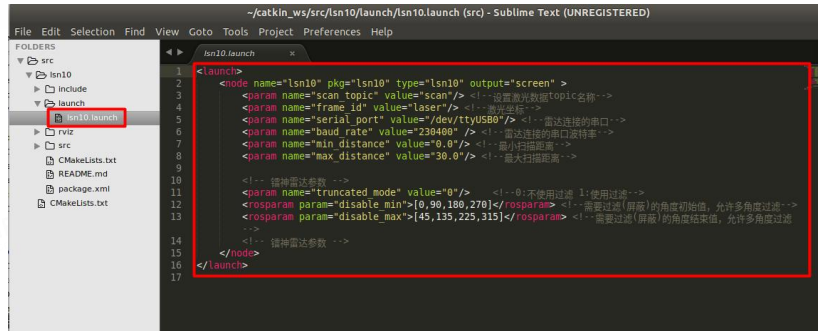 ~/catkin_ws/src/lsn10/launch/lsn10.launch (src) - Sublime Text (UNREGISTERED)
File Edit Selection Find View Goto Tools Project Preferences Help
FOLDERS
src
lsn10
include
launch
lsn10.launch
rviz
src
CMakeLists.txt
README.md
package.xml
CMakeLists.txt
lsn10.launch ×
1 <launch>
2 <node name="lsn10" pkg="lsn10" type="lsn10" output="screen" >
3 <param name="scan_topic" value="scan"/> <!--设置激光数据topic名称-->
4 <param name="frame_id" value="laser"/> <!--激光坐标-->
5 <param name="serial_port" value="/dev/ttyUSB0"/> <!--雷达连接的串口-->
6 <param name="baud_rate" value="230400" /> <!--雷达连接的串口波特率-->
7 <param name="min_distance" value="0.0"/> <!--最小扫描距离-->
8 <param name="max_distance" value="30.0"/> <!--最大扫描距离-->
9
10 <!-- 镭神雷达参数 -->
11 <param name="truncated_mode" value="0"/> <!--0:不使用过滤 1:使用过滤-->
12 <rosparam param="disable_min">[0,90,180,270]</rosparam> <!--需要过滤(屏蔽)的角度初始值，允许多角度过滤-->
13 <rosparam param="disable_max">[45,135,225,315]</rosparam> <!--需要过滤(屏蔽)的角度结束值，允许多角度过滤
-->
14 <!-- 镭神雷达参数 -->
15 </node>
16 </launch>
17